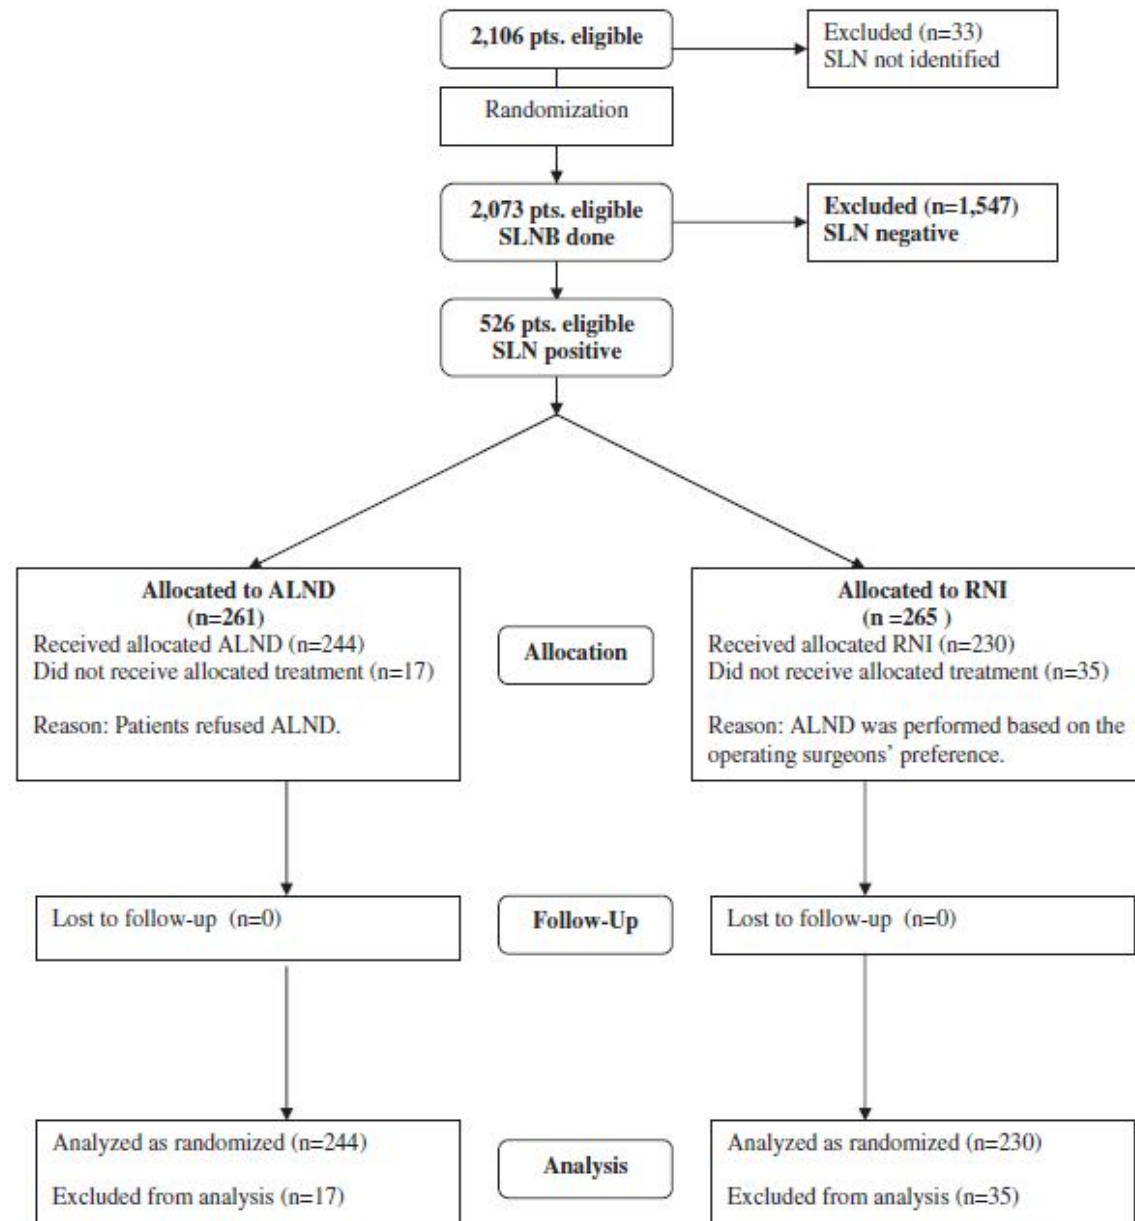 2,106 pts. eligible
Excluded (n=33)
SLN not identified
Randomization
2,073 pts. eligible
SLNB done
Excluded (n=1,547)
SLN negative
526 pts. eligible
SLN positive
Allocated to ALND
(n=261)
Received allocated ALND (n=244)
Did not receive allocated treatment (n=17)
Reason: Patients refused ALND.
Allocation
Allocated to RNI
(n =265 )
Received allocated RNI (n=230)
Did not receive allocated treatment (n=35)
Reason: ALND was performed based on the
operating surgeons’ preference.
Lost to follow-up (n=0)
Follow-Up
Lost to follow-up (n=0)
Analyzed as randomized (n=244)
Excluded from analysis (n=17)
Analysis
Analyzed as randomized (n=230)
Excluded from analysis (n=35)